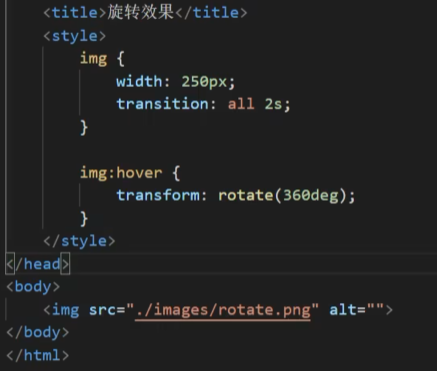 <title>旋转效果</title>
<style>
img {
width: 250px;
transition: all 2s;
}
img:hover {
transform: rotate(360deg);
}
</style>
</head>
<body>
<img src="./images/rotate.png" alt="">
</body>
</html>